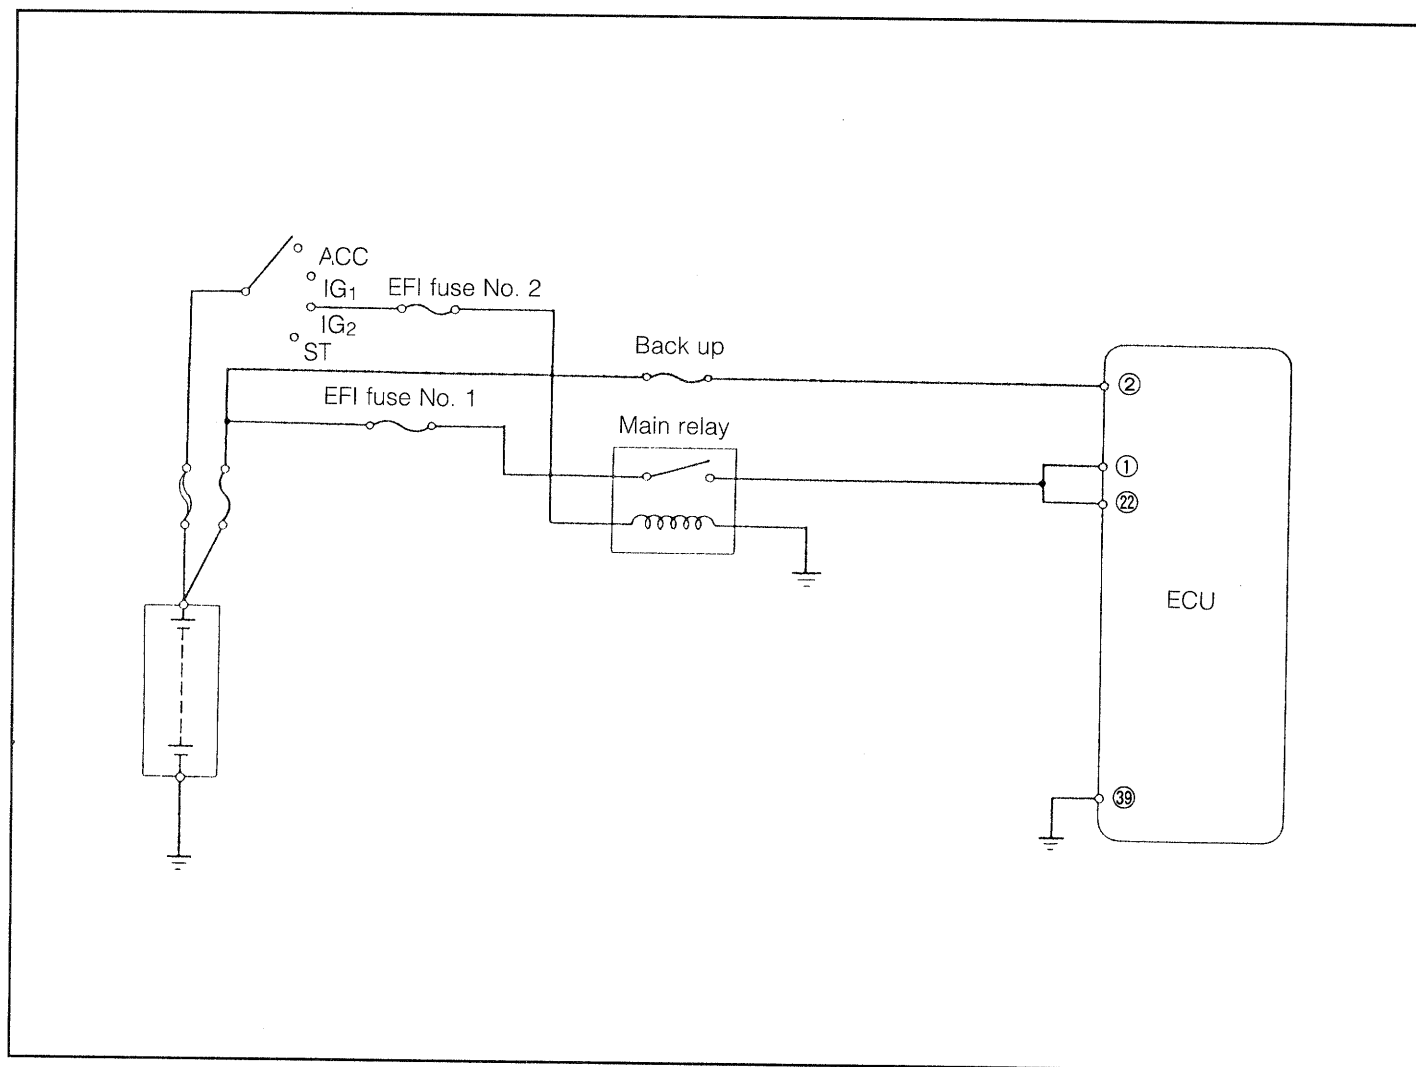 ACC
IG1
EFI fuse No. 2
IG2
ST
Back up
EFI fuse No. 1
Main relay
2
1
22
ECU
39